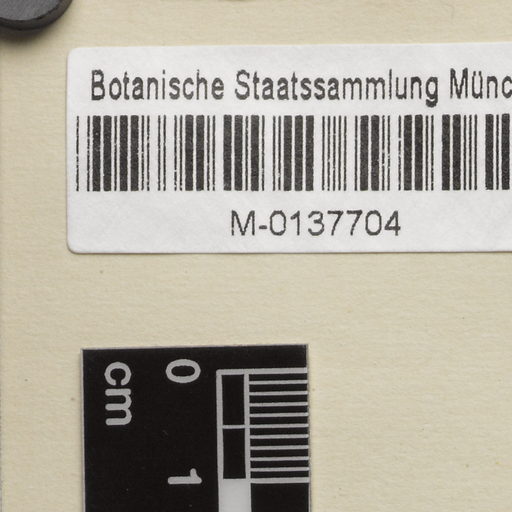 Botanische Staatssammlung Münc
M-0137704
cm
0
1